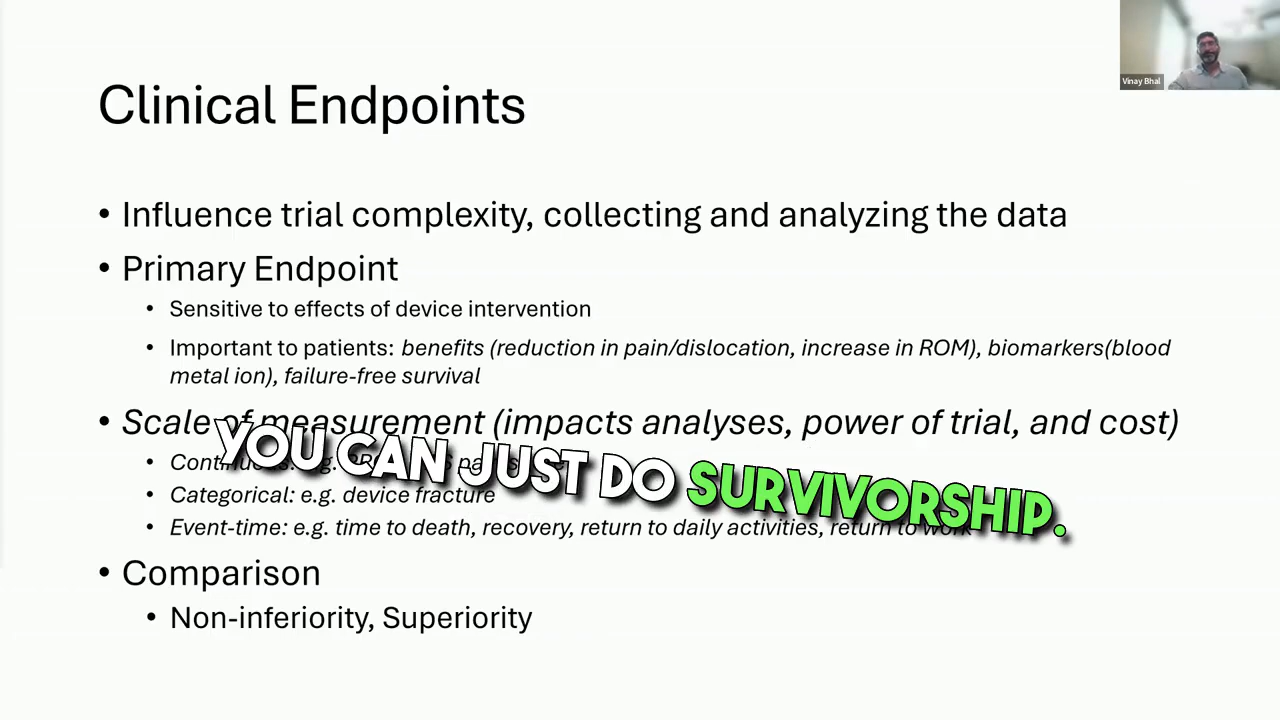 Vinay Bhal
Clinical Endpoints
• Influence trial complexity, collecting and analyzing the data
• Primary Endpoint
• Sensitive to effects of device intervention
• Important to patients: benefits (reduction in pain/dislocation, increase in ROM), biomarkers(blood
metal ion), failure-free survival
• Scale of measurement (impacts analyses, power of trial, and cost)
YOU CAN JUST DO SURVIVORSHIP.
• Categorical: e.g. device fracture
• Event-time: e.g. time to death, recovery, return to daily activities, return to work
• Comparison
• Non-inferiority, Superiority